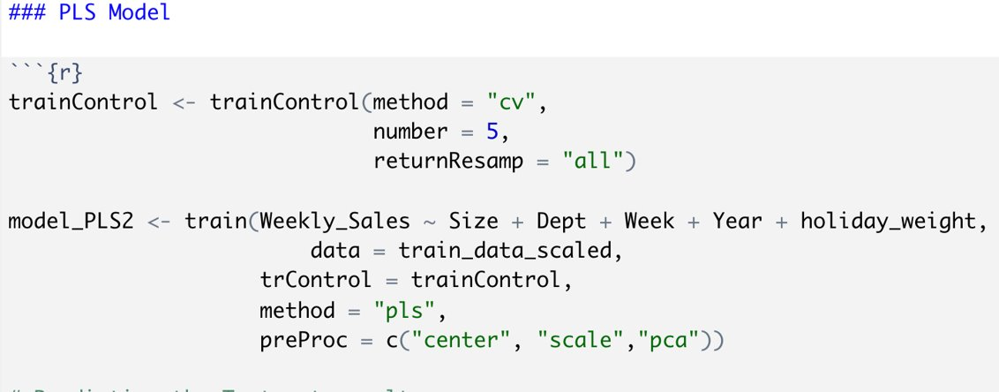 ### PLS Model
```{r}
trainControl <- trainControl(method = "cv",
number = 5,
returnResamp = "all")
model_PLS2 <- train(Weekly_Sales ~ Size + Dept + Week + Year + holiday_weight,
data = train_data_scaled,
trControl = trainControl,
method = "pls",
preProc = c("center", "scale","pca"))